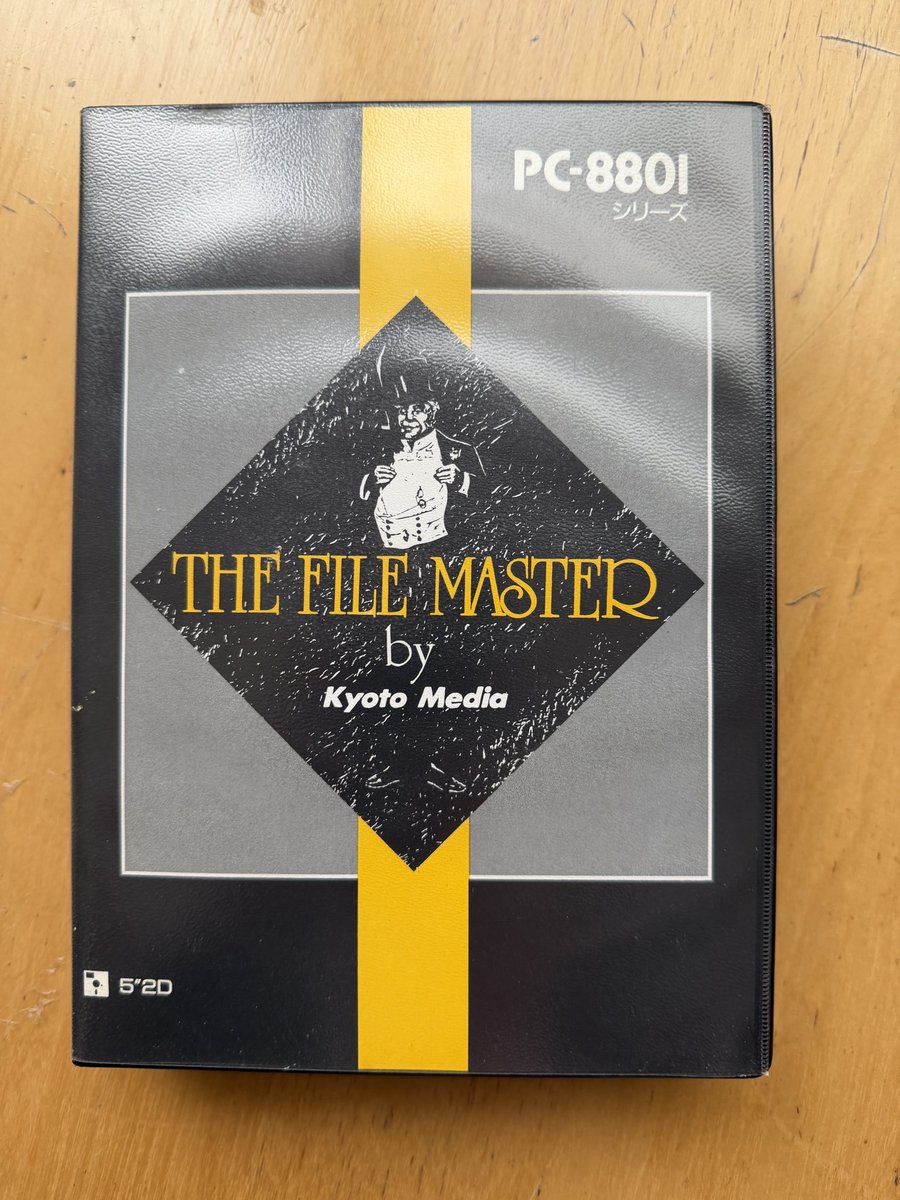 PC-8801
シリーズ
THE FILE MASTER
by
Kyoto Media
5"2D